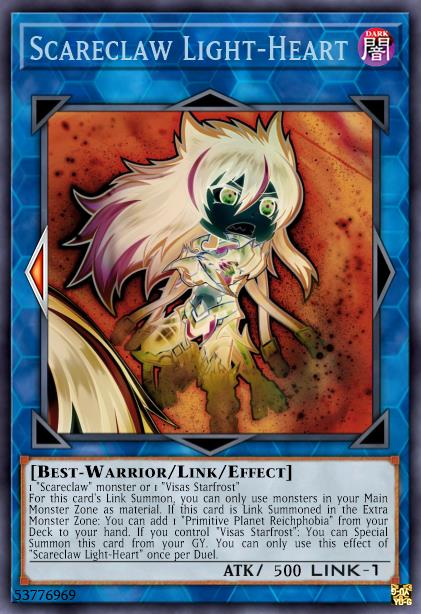 Scareclaw Light-Heart
DARK
闇
[Best-Warrior/Link/Effect]
1 "Scareclaw" monster or 1 "Visas Starfrost"
For this card's Link Summon, you can only use monsters in your Main
Monster Zone as material. If this card is Link Summoned in the Extra
Monster Zone: You can add 1 "Primitive Planet Reichphobia" from your
Deck to your hand. If you control "Visas Starfrost": You can Special
Summon this card from your GY. You can only use this effect of
"Scareclaw Light-Heart" once per Duel.
ATK/ 500 LINK-1
53776969